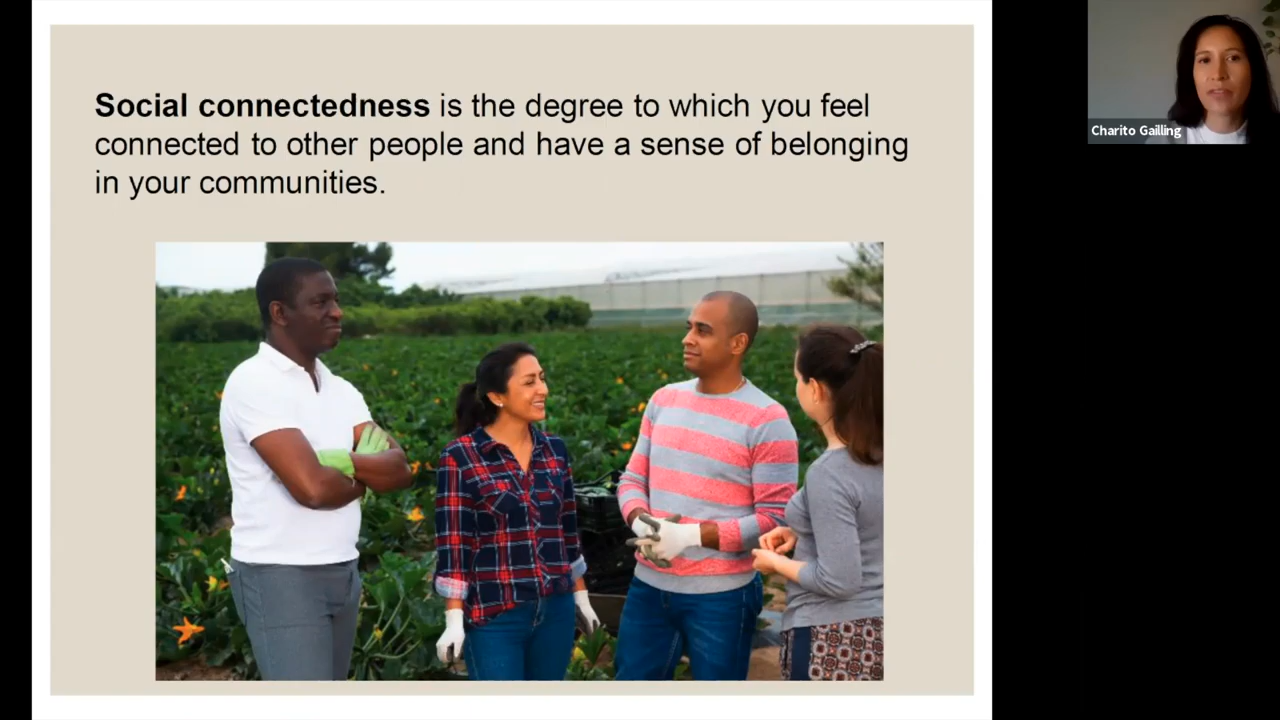 Social connectedness is the degree to which you feel
connected to other people and have a sense of belonging
in your communities.
Charito Gailling